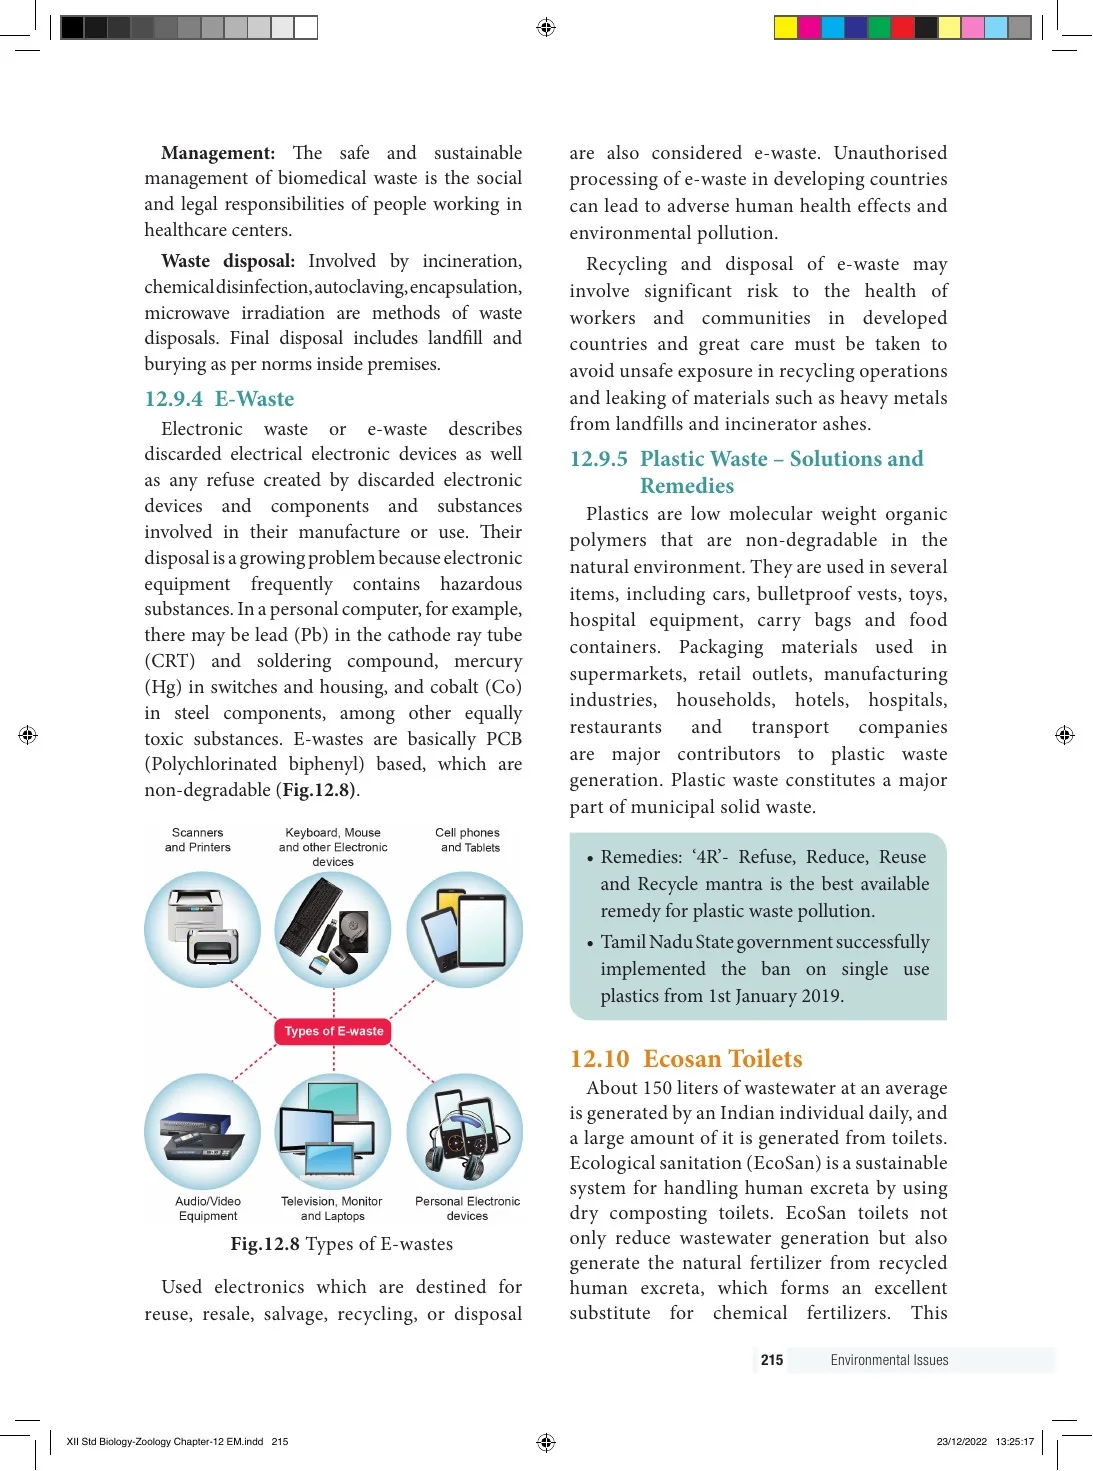 Management: The safe and sustainable
management of biomedical waste is the social
and legal responsibilities of people working in
healthcare centers.
Waste disposal: Involved by incineration,
chemical disinfection, autoclaving, encapsulation,
microwave irradiation are methods of waste
disposals. Final disposal includes landfill and
burying as per norms inside premises.
12.9.4 E-Waste
Electronic waste or e-waste describes
discarded electrical electronic devices as well
as any refuse created by discarded electronic
devices and components and substances
involved in their manufacture or use. Their
disposal is a growing problem because electronic
equipment frequently contains hazardous
substances. In a personal computer, for example,
there may be lead (Pb) in the cathode ray tube
(CRT) and soldering compound, mercury
(Hg) in switches and housing, and cobalt (Co)
in steel components, among other equally
toxic substances. E-wastes are basically PCB
(Polychlorinated biphenyl) based, which are
non-degradable (Fig.12.8).
Scanners
and Printers
Keyboard, Mouse
and other Electronic
devices
Cell phones
and Tablets
Types of E-waste
Audio/Video
Equipment
Television, Monitor
and Laptops
Personal Electronic
devices
Fig.12.8 Types of E-wastes
Used electronics which are destined for
reuse, resale, salvage, recycling, or disposal
are also considered e-waste. Unauthorised
processing of e-waste in developing countries
can lead to adverse human health effects and
environmental pollution.
Recycling and disposal of e-waste may
involve significant risk to the health of
workers and communities in developed
countries and great care must be taken to
avoid unsafe exposure in recycling operations
and leaking of materials such as heavy metals
from landfills and incinerator ashes.
12.9.5 Plastic Waste – Solutions and
Remedies
Plastics are low molecular weight organic
polymers that are non-degradable in the
natural environment. They are used in several
items, including cars, bulletproof vests, toys,
hospital equipment, carry bags and food
containers. Packaging materials used in
supermarkets, retail outlets, manufacturing
industries, households, hotels, hospitals,
restaurants and transport companies
are major contributors to plastic waste
generation. Plastic waste constitutes a major
part of municipal solid waste.
• Remedies: ‘4R’- Refuse, Reduce, Reuse
and Recycle mantra is the best available
remedy for plastic waste pollution.
• Tamil Nadu State government successfully
implemented the ban on single use
plastics from 1st January 2019.
12.10 Ecosan Toilets
About 150 liters of wastewater at an average
is generated by an Indian individual daily, and
a large amount of it is generated from toilets.
Ecological sanitation (EcoSan) is a sustainable
system for handling human excreta by using
dry composting toilets. EcoSan toilets not
only reduce wastewater generation but also
generate the natural fertilizer from recycled
human excreta, which forms an excellent
substitute for chemical fertilizers. This
215 Environmental Issues
XII Std Biology-Zoology Chapter-12 EM.indd 215
23/12/2022 13:25:17